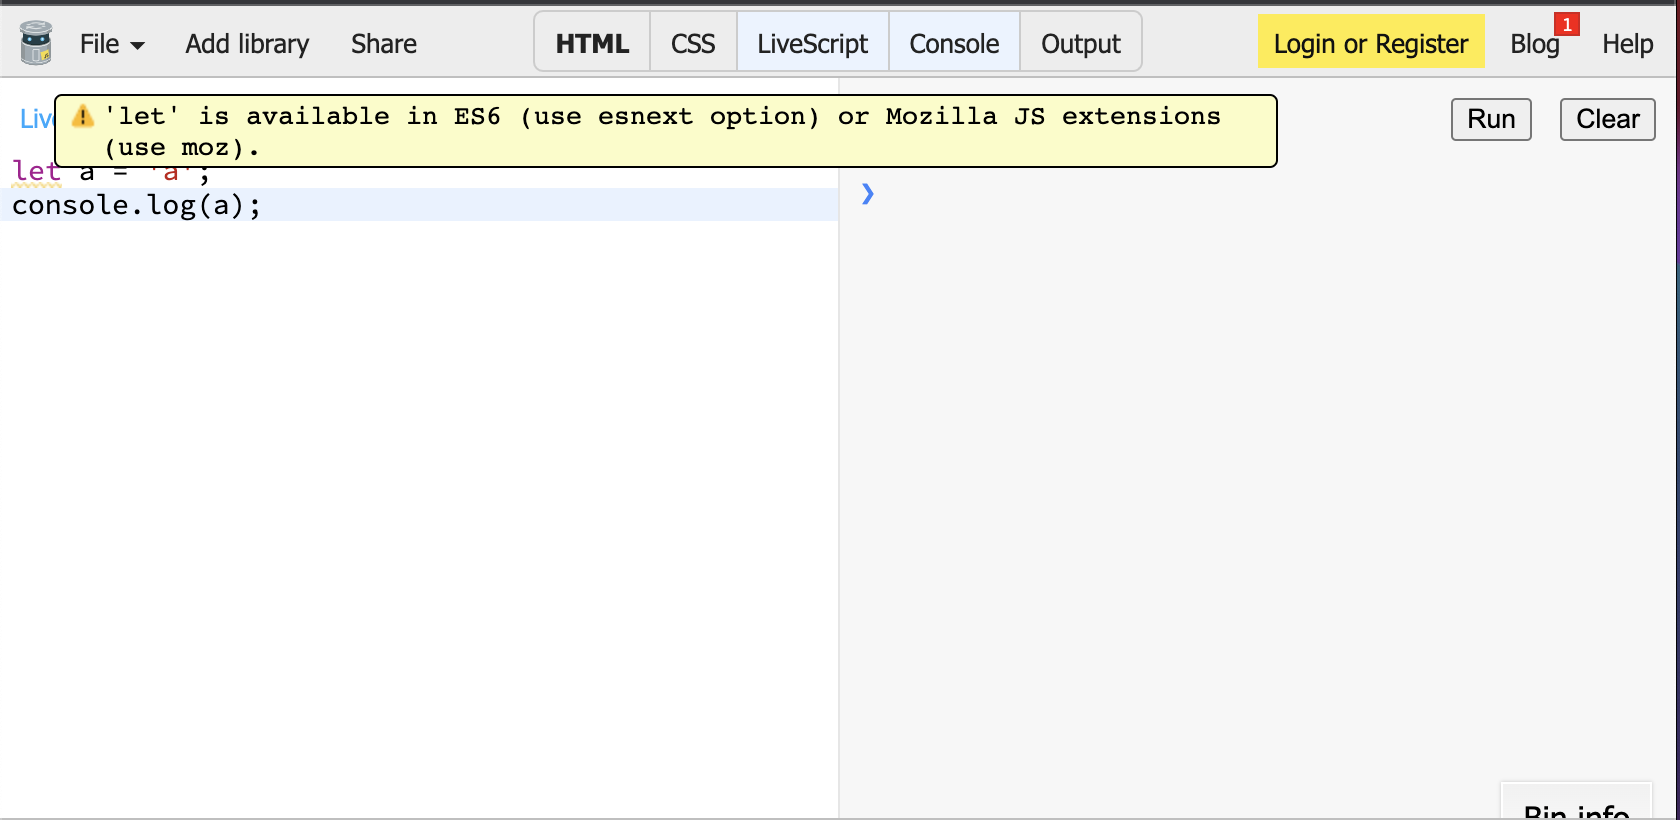 File Add library Share HTML CSS LiveScript Console Output Login or Register Blog 1 Help
'let' is available in ES6 (use esnext option) or Mozilla JS extensions
(use moz).
Run Clear
let a = 'a';
console.log(a);
Bin info